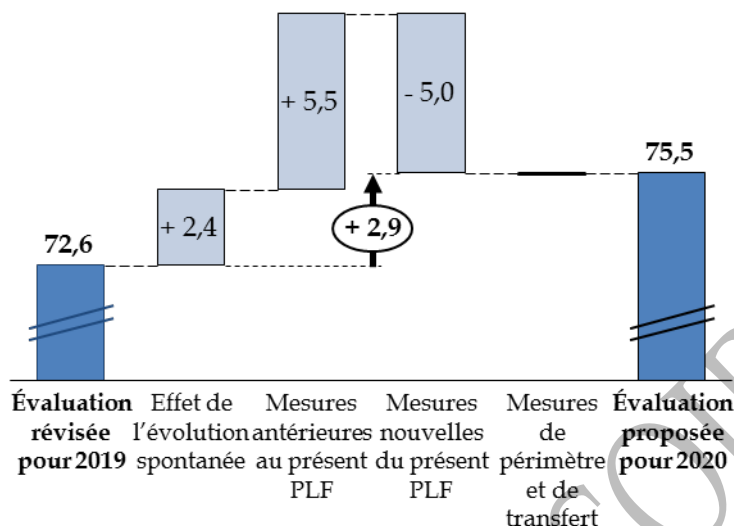 + 5,5
- 5,0
75,5
+ 2,4
+ 2,9
72,6
Évaluation révisée pour 2019
Effet de l'évolution spontanée
Mesures antérieures au présent PLF
Mesures nouvelles du présent PLF
Mesures de périmètre et de transfert
Évaluation proposée pour 2020